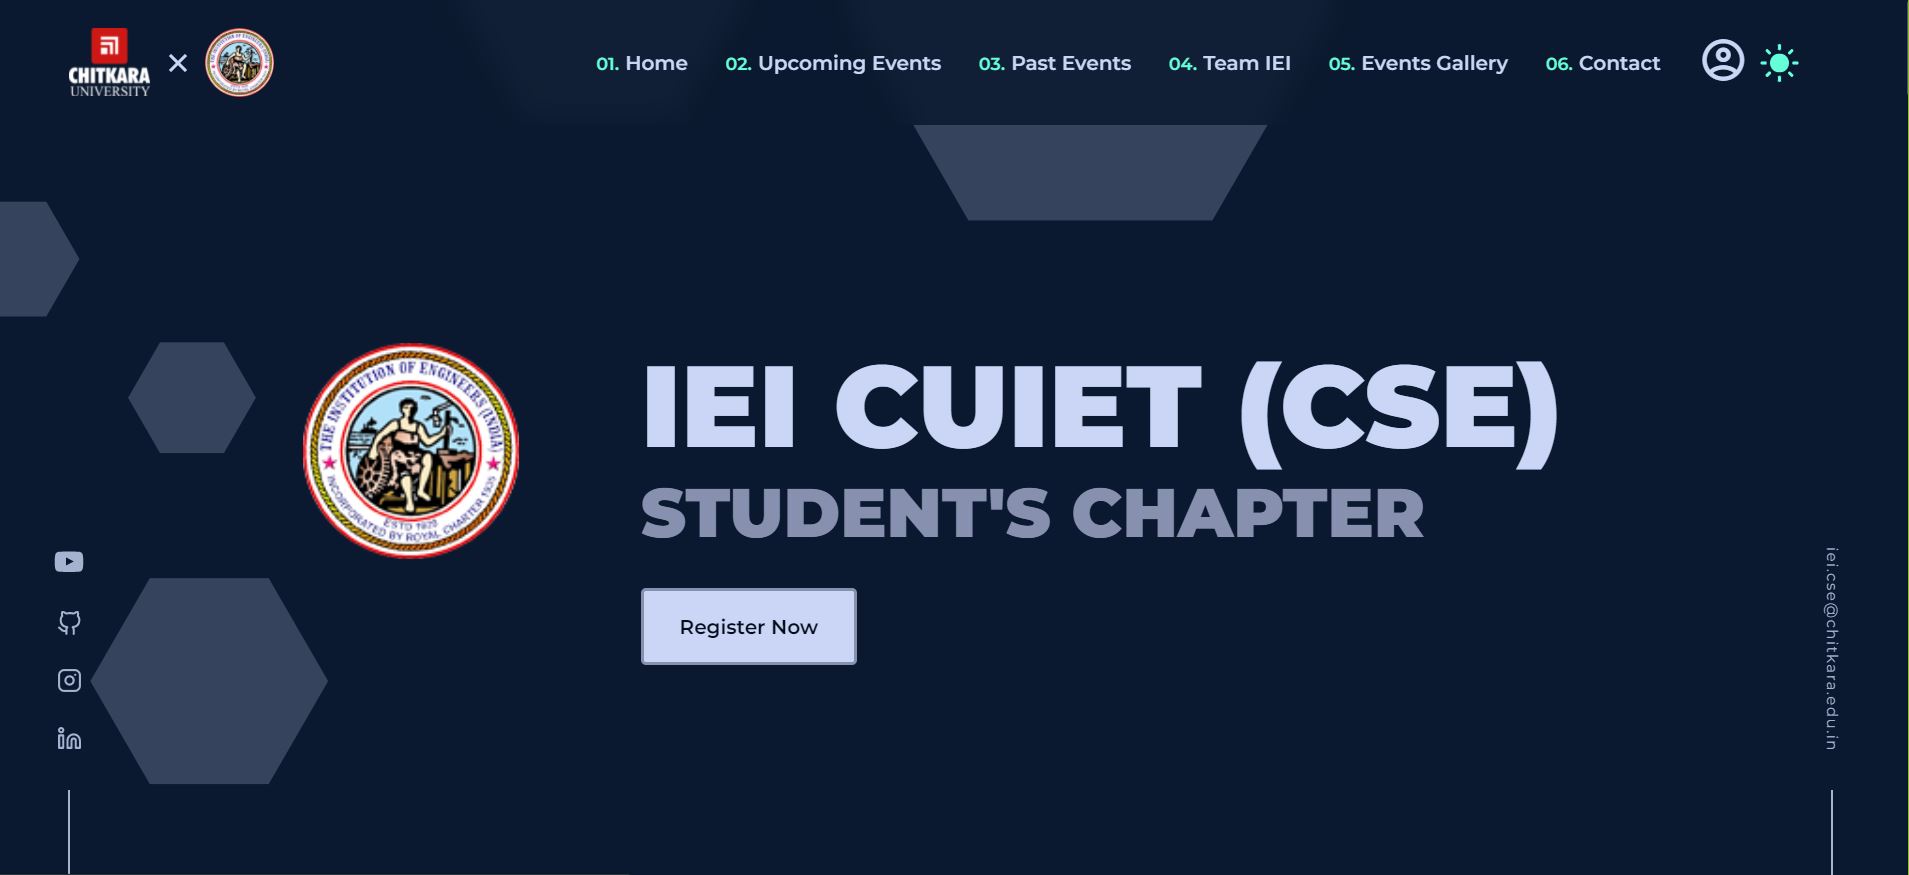 CHITKARA
UNIVERSITY
01. Home
02. Upcoming Events
03. Past Events
04. Team IEI
05. Events Gallery
06. Contact
THE INSTITUTION OF ENGINEERS (INDIA)
ESTD 1920
INCORPORATED BY ROYAL CHARTER 1935
IEI CUIET (CSE)
STUDENT'S CHAPTER
Register Now
iei.cse@chitkara.edu.in